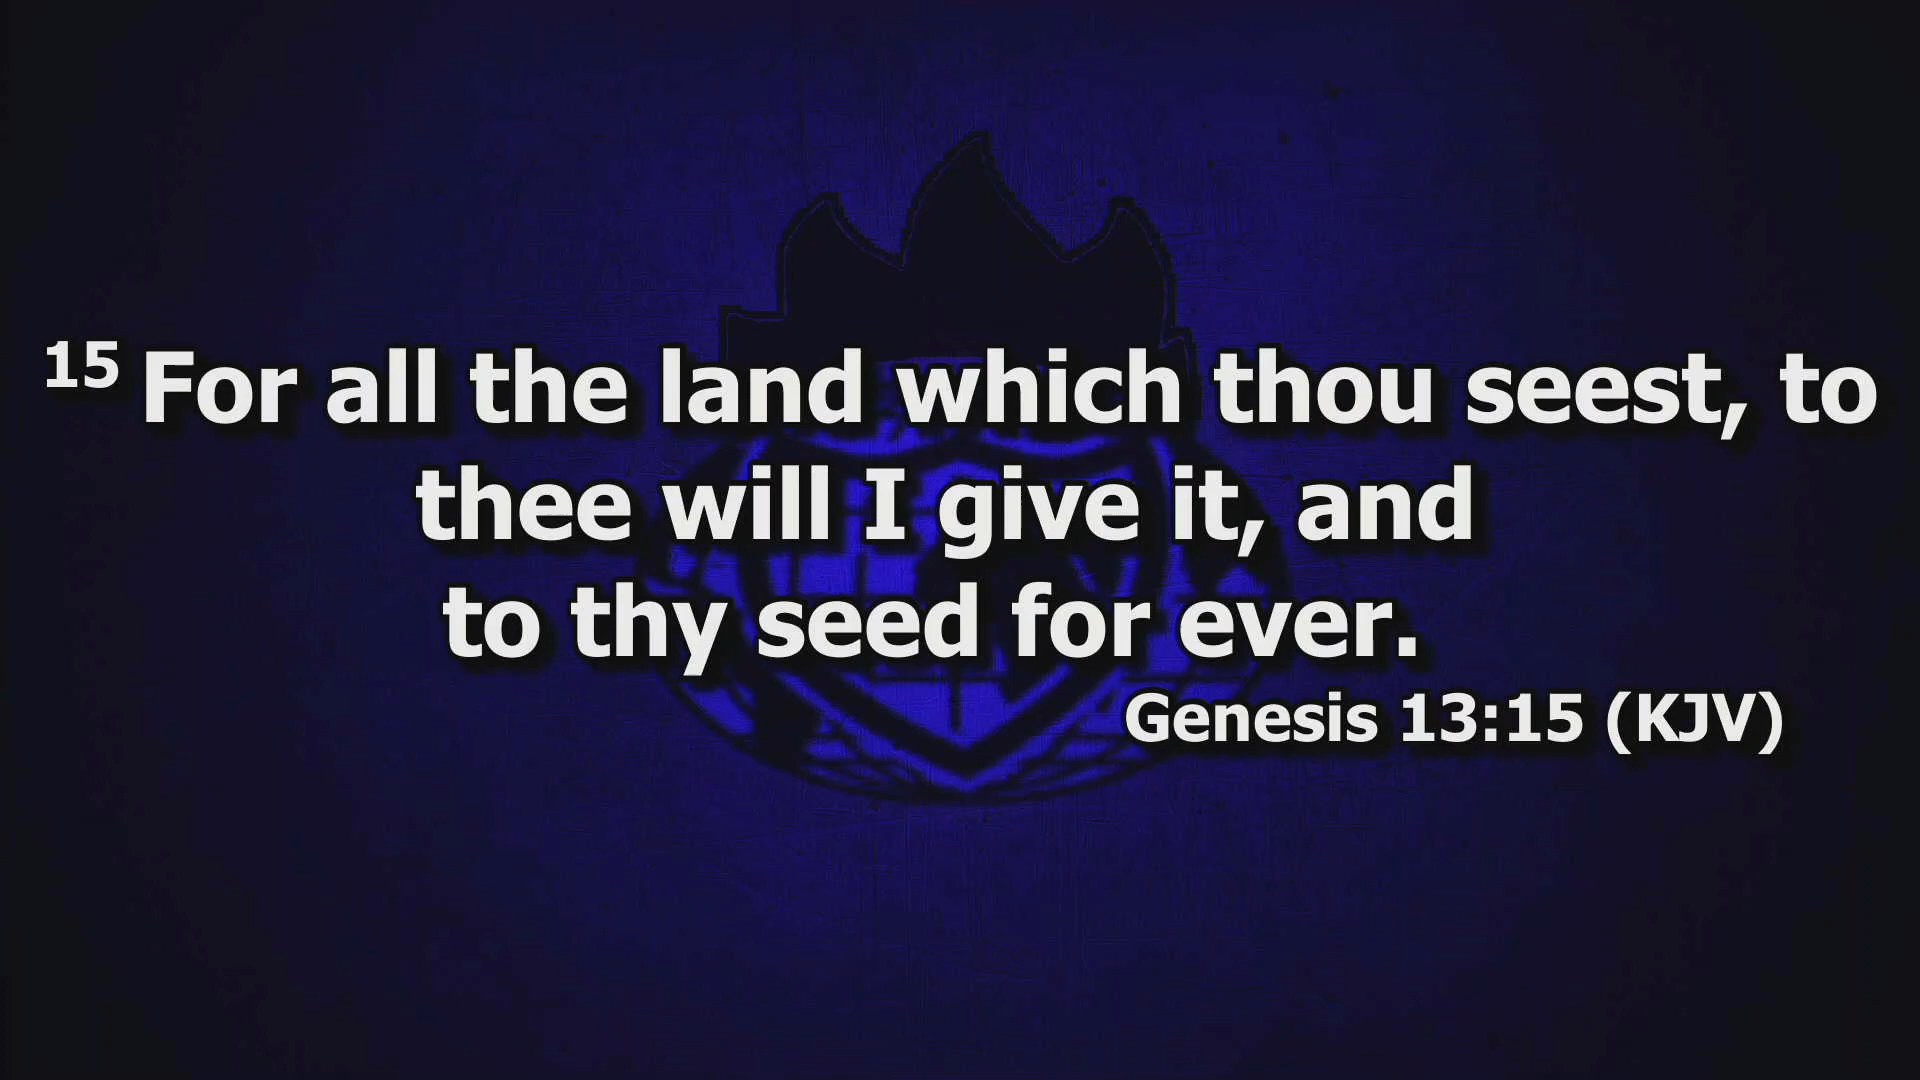 15 For all the land which thou seest, to
thee will I give it, and
to thy seed for ever.
Genesis 13:15 (KJV)